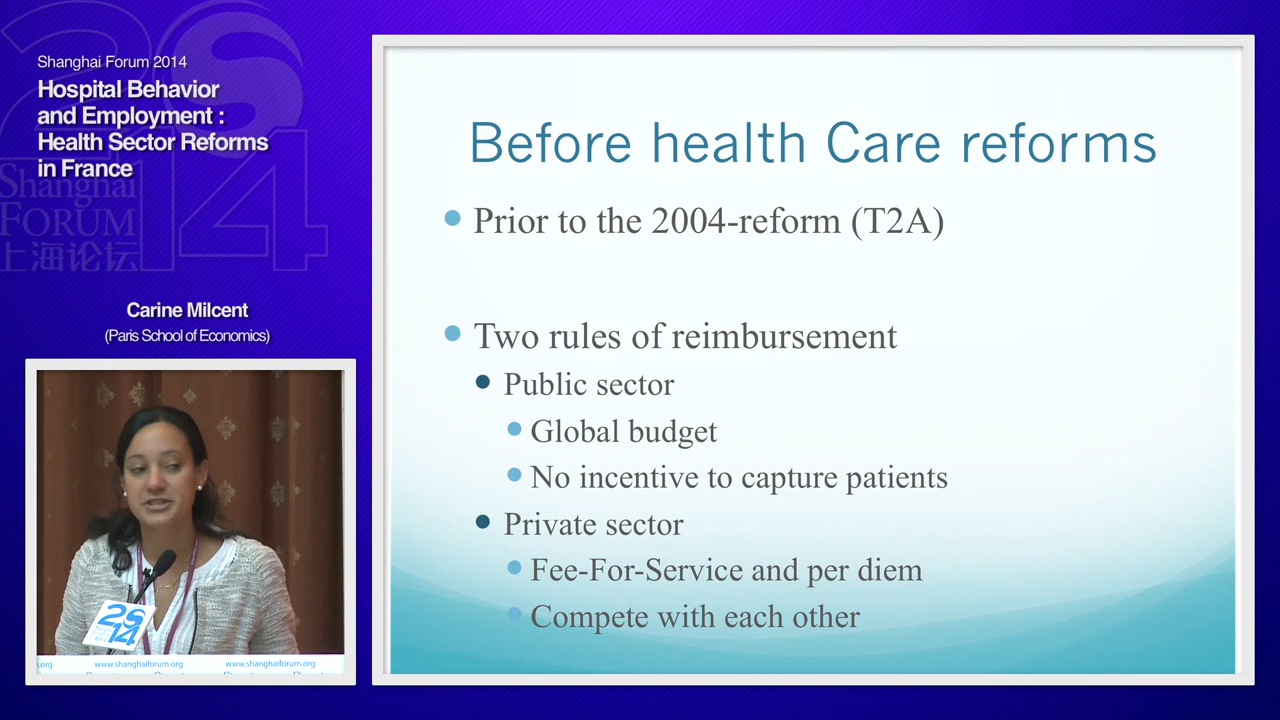 Shanghai Forum 2014
Hospital Behavior
and Employment :
Health Sector Reforms
in France
Shanghai
FORUM
上海论坛
2014
Carine Milcent
(Paris School of Economics)
2014
.org
www.shanghaiforum.org
www.shanghaiforum.org
Before health Care reforms
Prior to the 2004-reform (T2A)
Two rules of reimbursement
Public sector
Global budget
No incentive to capture patients
Private sector
Fee-For-Service and per diem
Compete with each other